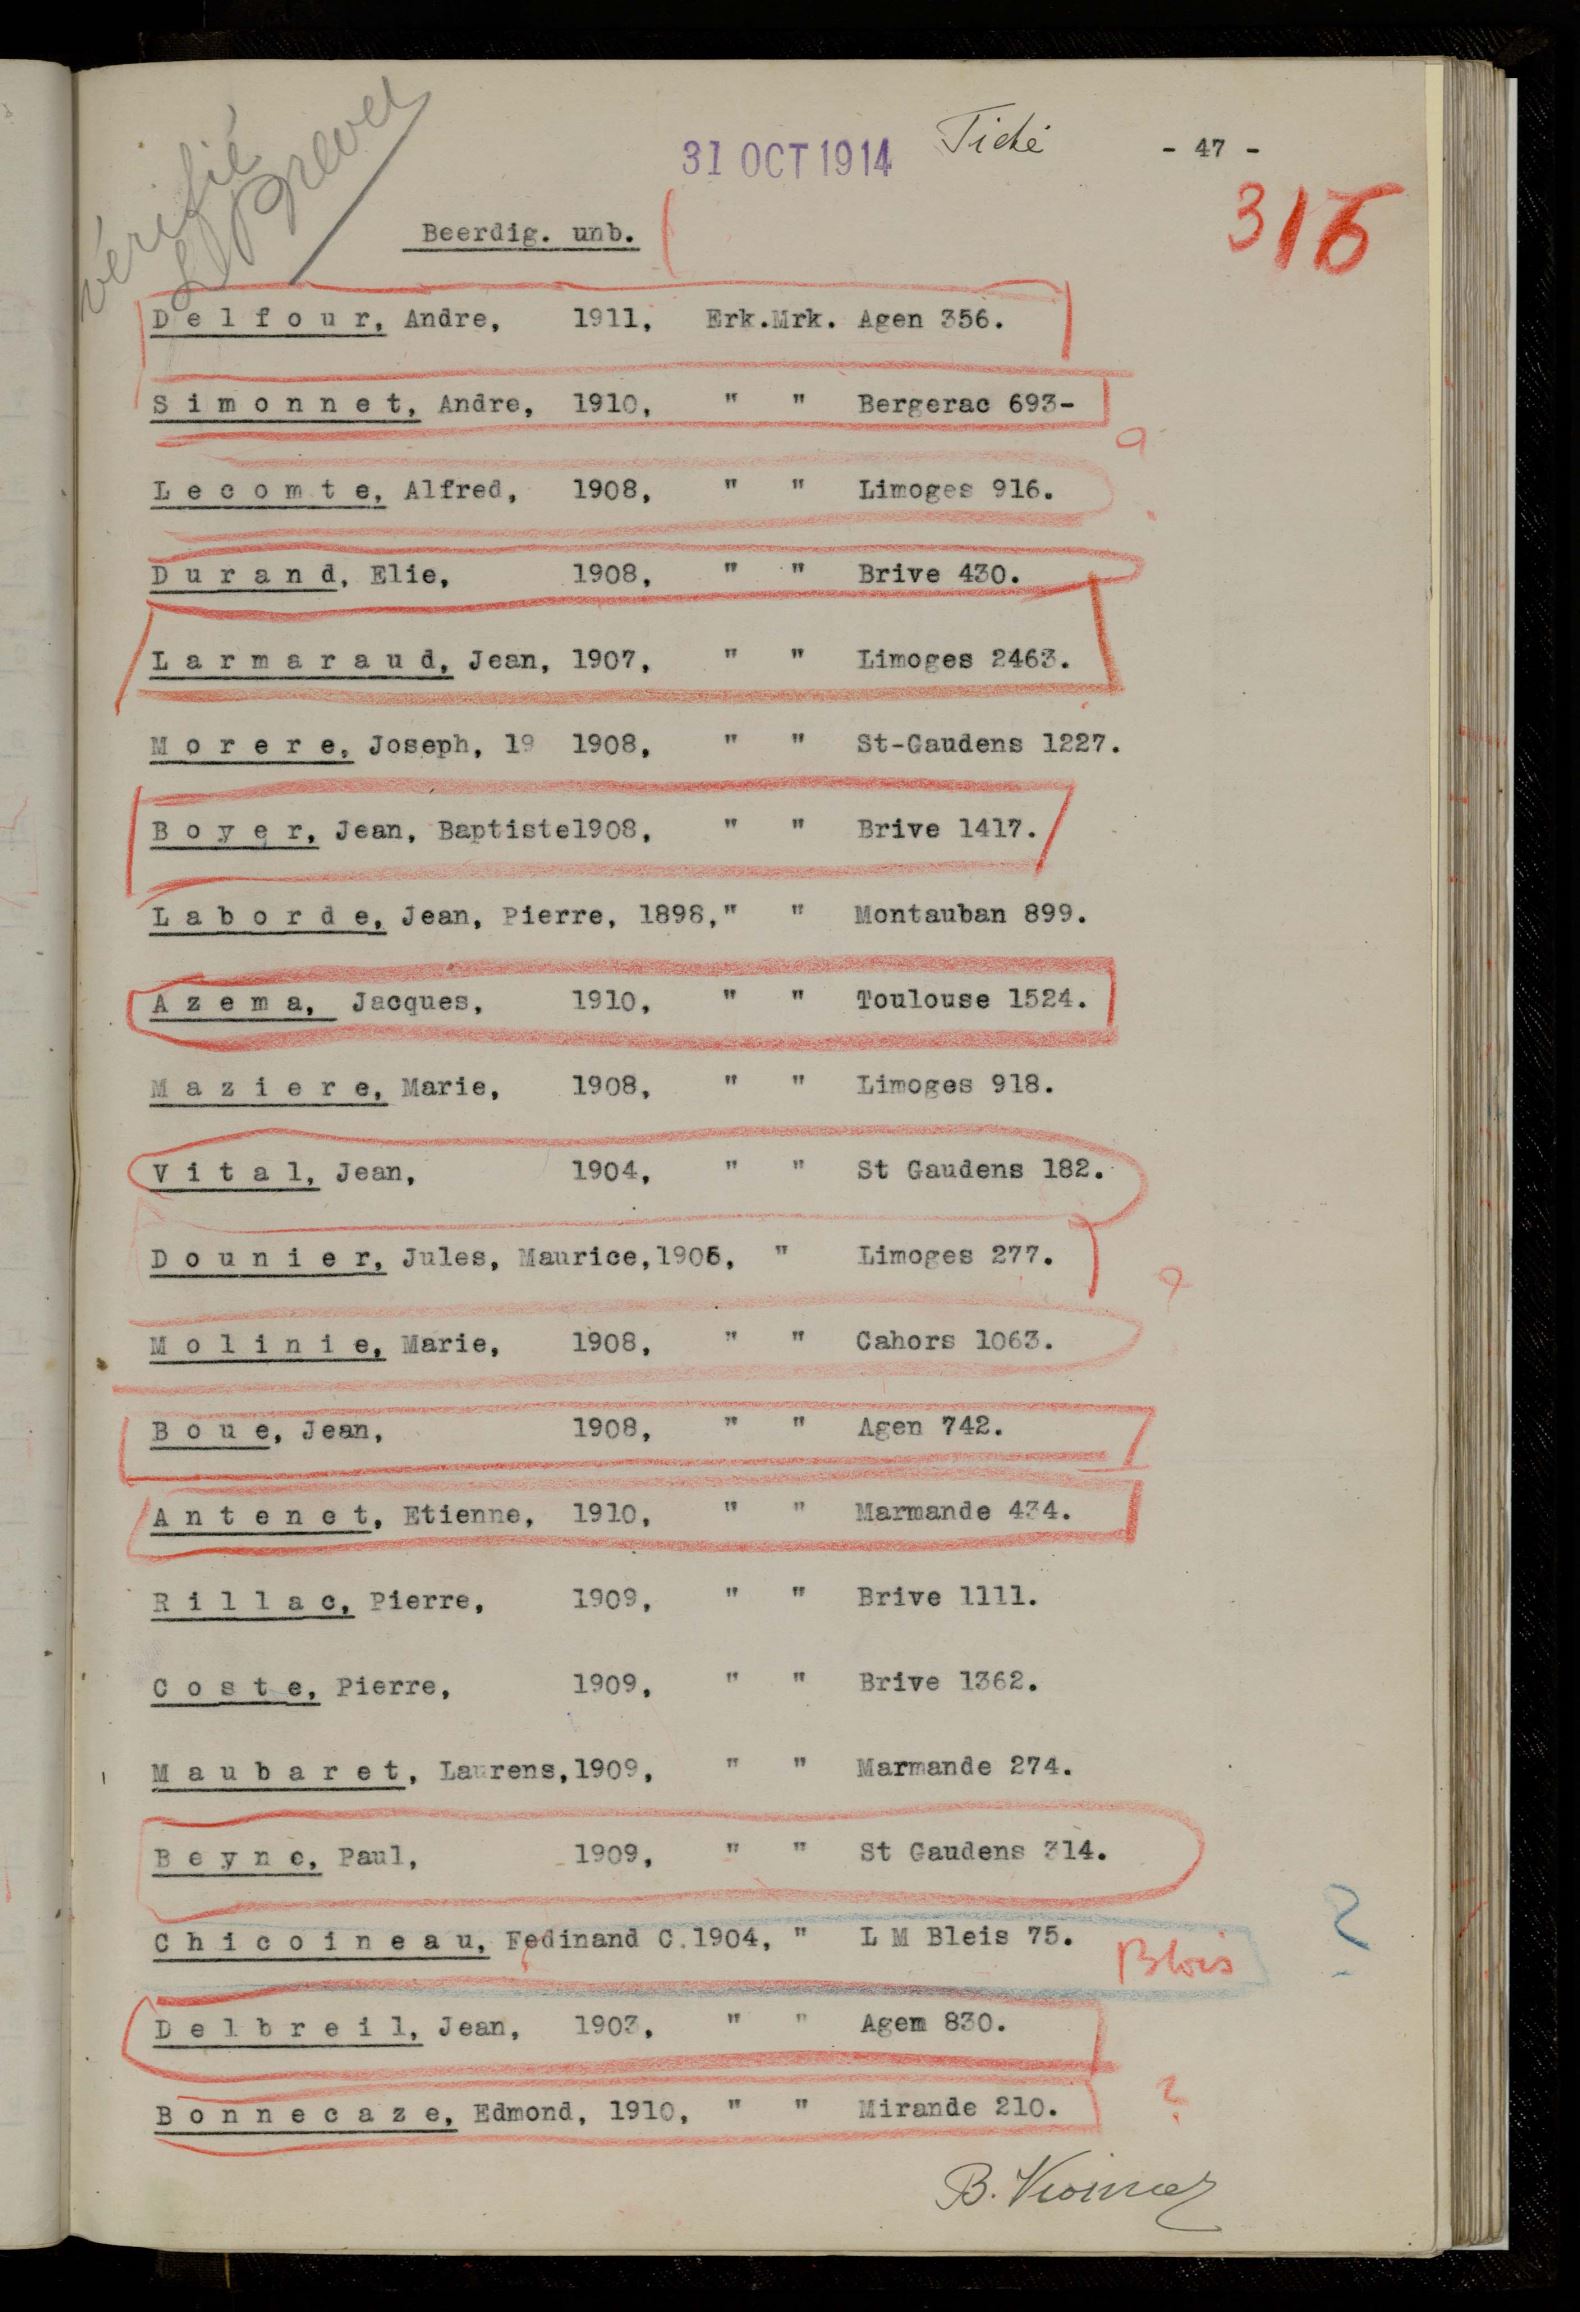 vérifié
31 OCT 1914
- 47 -
316
Beerdig. unb.
Delfour, Andre, 1911, Erk.Mrk. Agen 356.
Simonnet, Andre, 1910, " " Bergerac 693-
?
Lecomte, Alfred, 1908, " " Limoges 916.
Durand, Elie, 1908, " " Brive 430.
Larmaraud, Jean, 1907, " " Limoges 2463.
Morere, Joseph, 19 1908, " " St-Gaudens 1227.
Boyer, Jean, Baptiste1908, " " Brive 1417.
Laborde, Jean, Pierre, 1898," " Montauban 899.
Azema, Jacques, 1910, " " Toulouse 1524.
Maziere, Marie, 1908, " " Limoges 918.
Vital, Jean, 1904, " " St Gaudens 182.
Dounier, Jules, Maurice, 1905, " Limoges 277.
?
Molinie, Marie, 1908, " " Cahors 1063.
Boue, Jean, 1908, " " Agen 742.
Antenet, Etienne, 1910, " " Marmande 434.
Rillac, Pierre, 1909, " " Brive 1111.
Coste, Pierre, 1909, " " Brive 1362.
Maubaret, Laurens, 1909, " " Marmande 274.
Beyne, Paul, 1909, " " St Gaudens 314.
Chicoineau, Fedinand C.1904, " L M Bleis 75. Blois ?
Delbreil, Jean, 1903, " " Agem 830.
Bonnecaze, Edmond, 1910, " " Mirande 210. ?